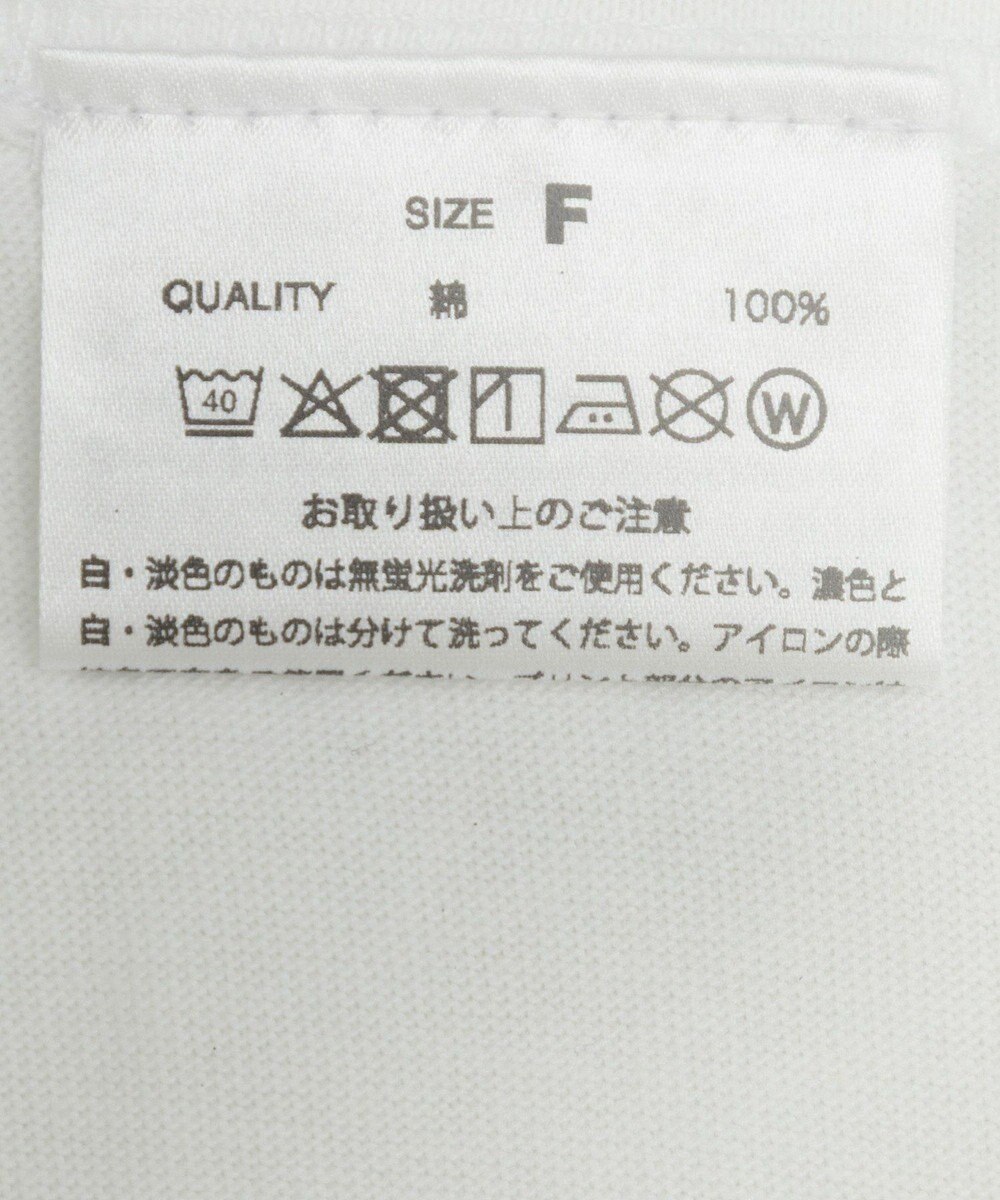 SIZE F
QUALITY 綿 100%
40
W
お取り扱い上のご注意
白・淡色のものは無蛍光洗剤をご使用ください。濃色と
白・淡色のものは分けて洗ってください。アイロンの際